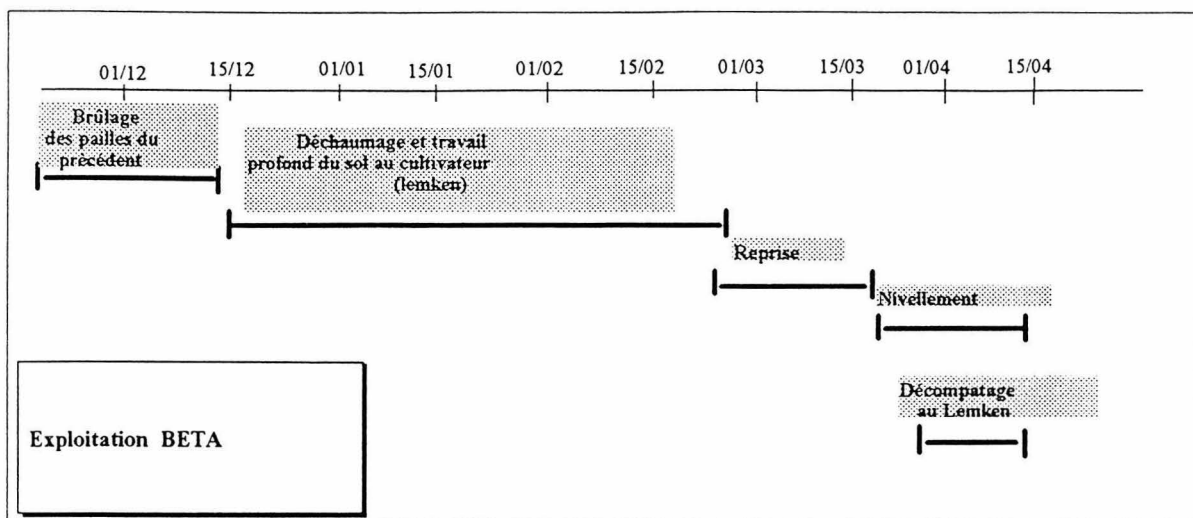 01/12 15/12 01/01 15/01 01/02 15/02 01/03 15/03 01/04 15/04
Brûlage
des pailles du
précédent
Déchaumage et travail
profond du sol au cultivateur
(lemken)
Reprise
Nivellement
Décompatage
au Lemken
Exploitation BETA